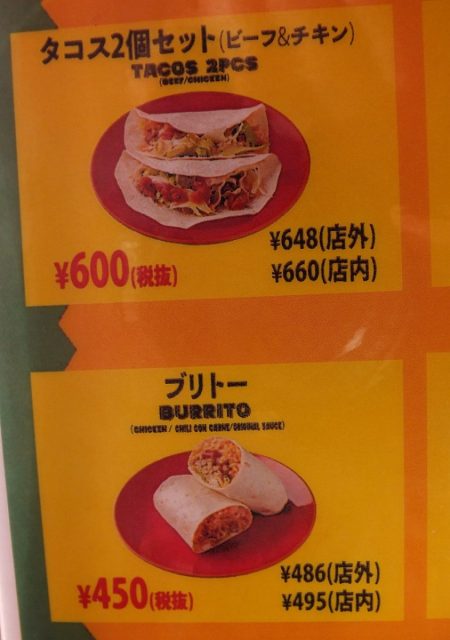 タコス2個セット(ビーフ&チキン)
TACOS 2PCS
(BEEF/CHICKEN)
¥648(店外)
¥600(税抜)
¥660(店内)
ブリトー
BURRITO
(CHICKEN / CHILI CON CARNE/ORIGINAL SAUCE)
¥486(店外)
¥450(税抜)
¥495(店内)